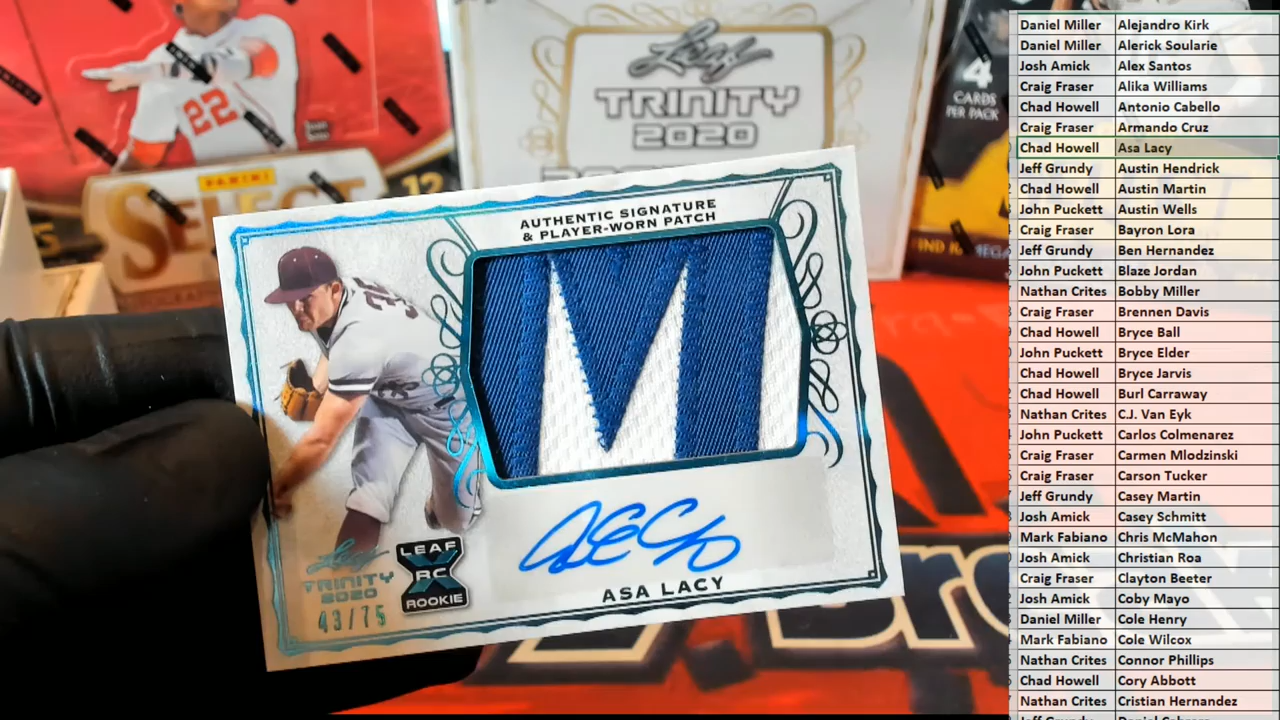 22
PANINI
SELECT
12
Leaf
TRINITY
2020
4
CARDS
PER PACK
AUTHENTIC SIGNATURE
& PLAYER-WORN PATCH
Leaf
TRINITY
2020
43/75
LEAF
X
RC
ROOKIE
ASA LACY
Daniel Miller Alejandro Kirk
Daniel Miller Alerick Soularie
Josh Amick Alex Santos
Craig Fraser Alika Williams
Chad Howell Antonio Cabello
Craig Fraser Armando Cruz
Chad Howell Asa Lacy
Jeff Grundy Austin Hendrick
Chad Howell Austin Martin
John Puckett Austin Wells
Craig Fraser Bayron Lora
Jeff Grundy Ben Hernandez
John Puckett Blaze Jordan
Nathan Crites Bobby Miller
Craig Fraser Brennen Davis
Chad Howell Bryce Ball
John Puckett Bryce Elder
Chad Howell Bryce Jarvis
Chad Howell Burl Carraway
Nathan Crites C.J. Van Eyk
John Puckett Carlos Colmenarez
Craig Fraser Carmen Mlodzinski
Craig Fraser Carson Tucker
Jeff Grundy Casey Martin
Josh Amick Casey Schmitt
Mark Fabiano Chris McMahon
Josh Amick Christian Roa
Craig Fraser Clayton Beeter
Josh Amick Coby Mayo
Daniel Miller Cole Henry
Mark Fabiano Cole Wilcox
Nathan Crites Connor Phillips
Chad Howell Cory Abbott
Nathan Crites Cristian Hernandez